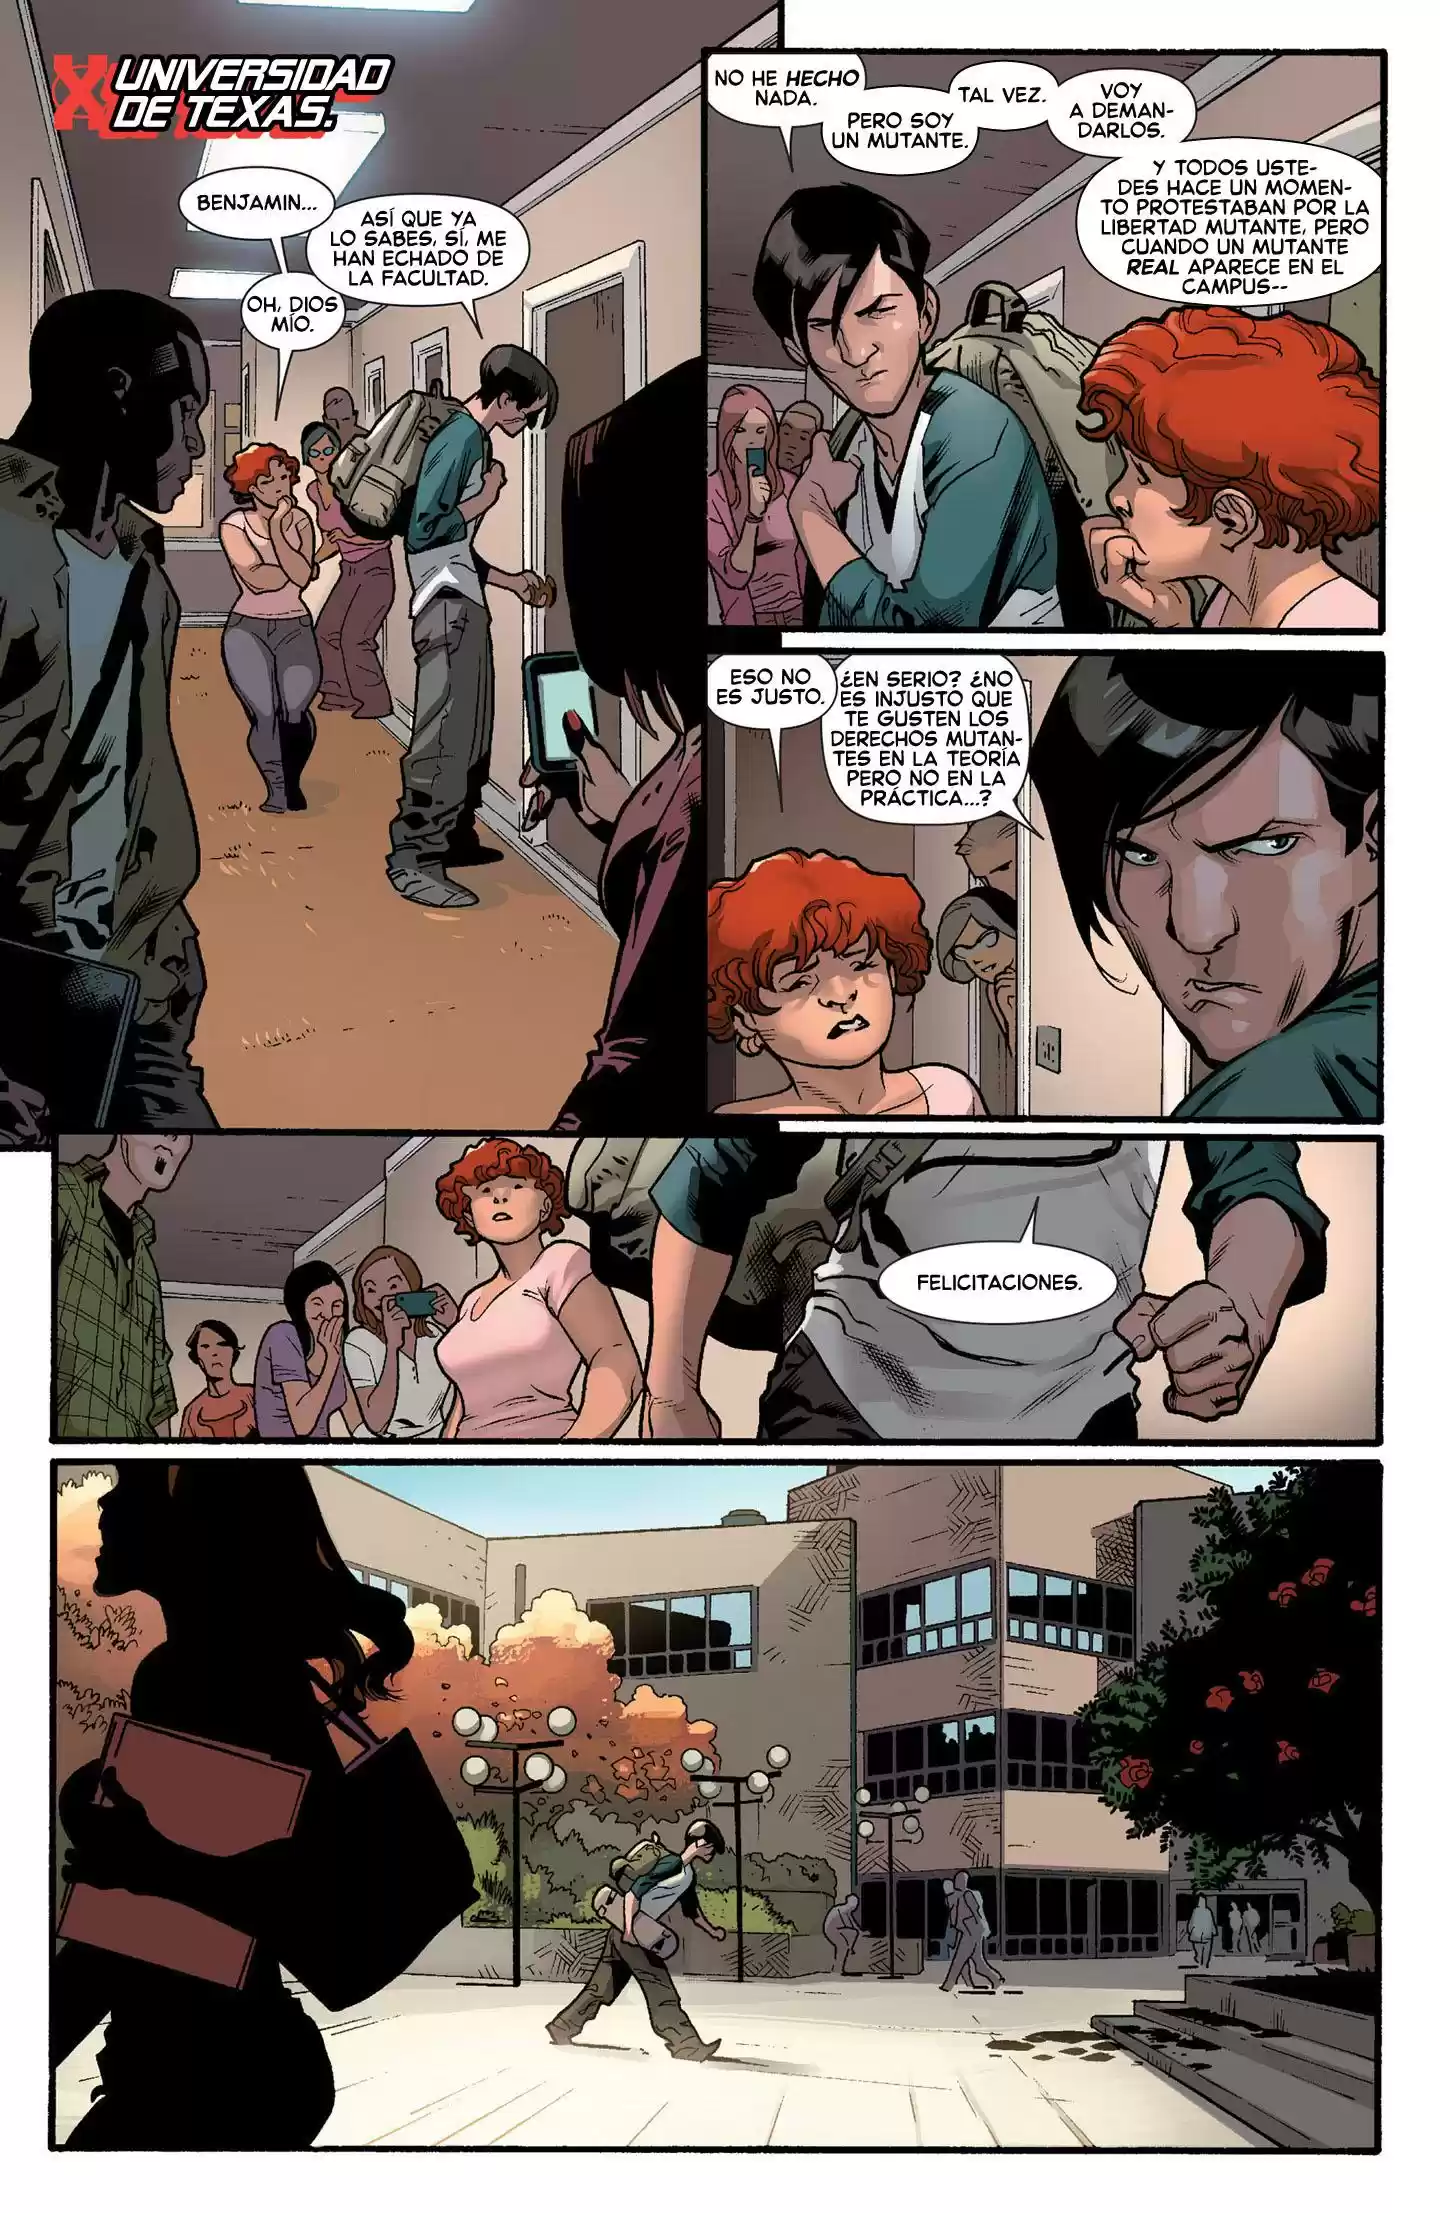 UNIVERSIDAD
DE TEXAS.
BENJAMIN...
OH, DIOS
MÍO.
ASÍ QUE YA
LO SABES, SÍ, ME
HAN ECHADO DE
LA FACULTAD.
NO HE HECHO
NADA.
PERO SOY
UN MUTANTE.
TAL VEZ.
VOY
A DEMAN-
DARLOS.
Y TODOS USTE-
DES HACE UN MOMEN-
TO PROTESTABAN POR LA
LIBERTAD MUTANTE, PERO
CUANDO UN MUTANTE
REAL APARECE EN EL
CAMPUS--
ESO NO
ES JUSTO.
¿EN SERIO? ¿NO
ES INJUSTO QUE
TE GUSTEN LOS
DERECHOS MUTAN-
TES EN LA TEORÍA
PERO NO EN LA
PRÁCTICA...?
FELICITACIONES.